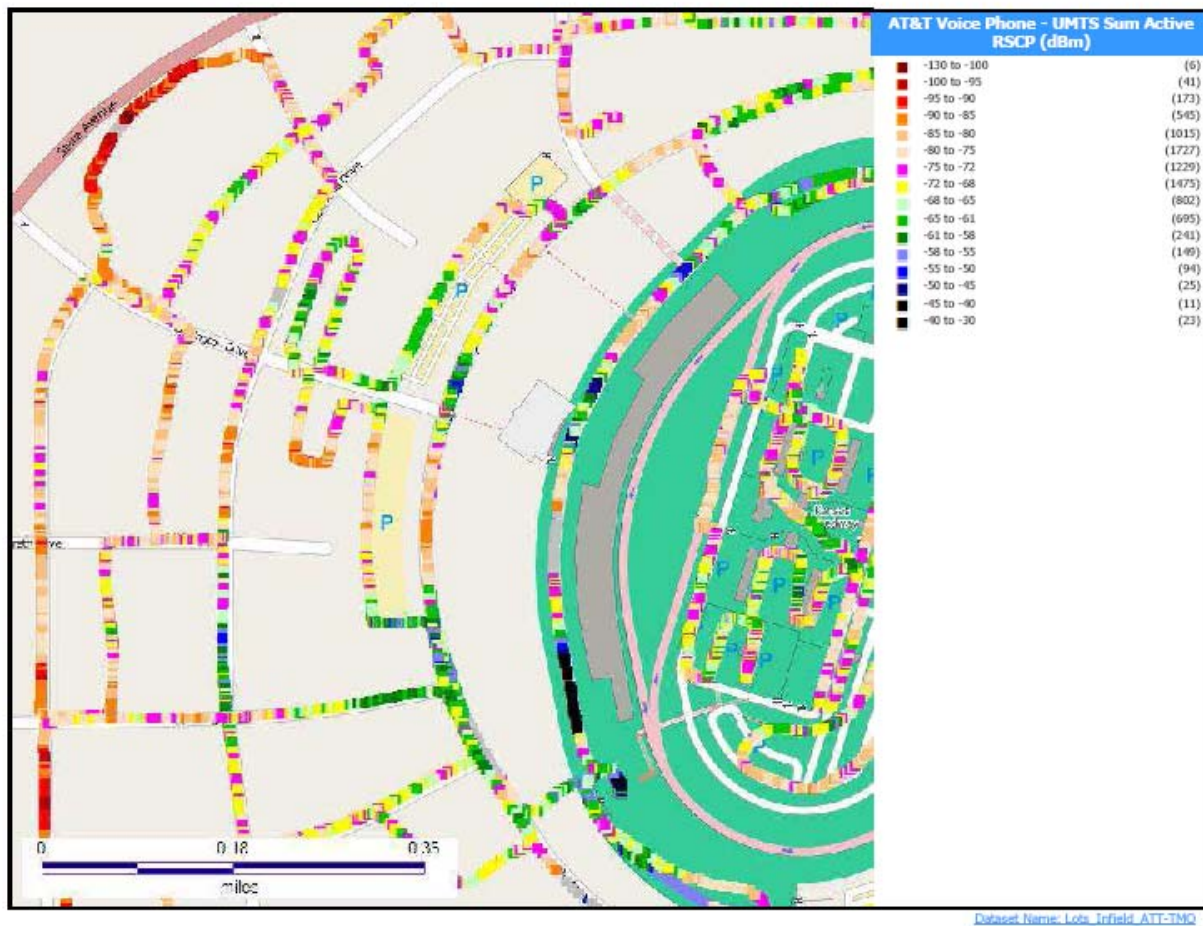 AT&T Voice Phone - UMTS Sum Active
RSCP (dBm)
-130 to -100 (6)
-100 to -95 (41)
-95 to -90 (173)
-90 to -85 (545)
-85 to -80 (1015)
-80 to -75 (1727)
-75 to -72 (1229)
-72 to -68 (1475)
-68 to -65 (802)
-65 to -61 (695)
-61 to -58 (241)
-58 to -55 (149)
-55 to -50 (94)
-50 to -45 (25)
-45 to -40 (11)
-40 to -30 (23)
State Avenue
P
P
P
P
P
P
P
P
P
P
P
P
Kansas
Speedway
0 0.18 0.35
miles
Dataset Name: Lots_Infield_ATT-TMO